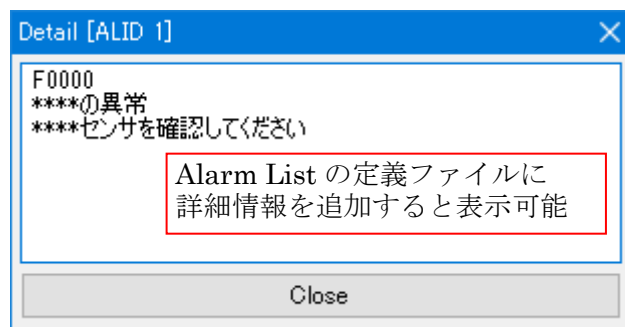 Detail [ALID 1]
F0000
****の異常
****センサを確認してください
Alarm List の定義ファイルに
詳細情報を追加すると表示可能
Close